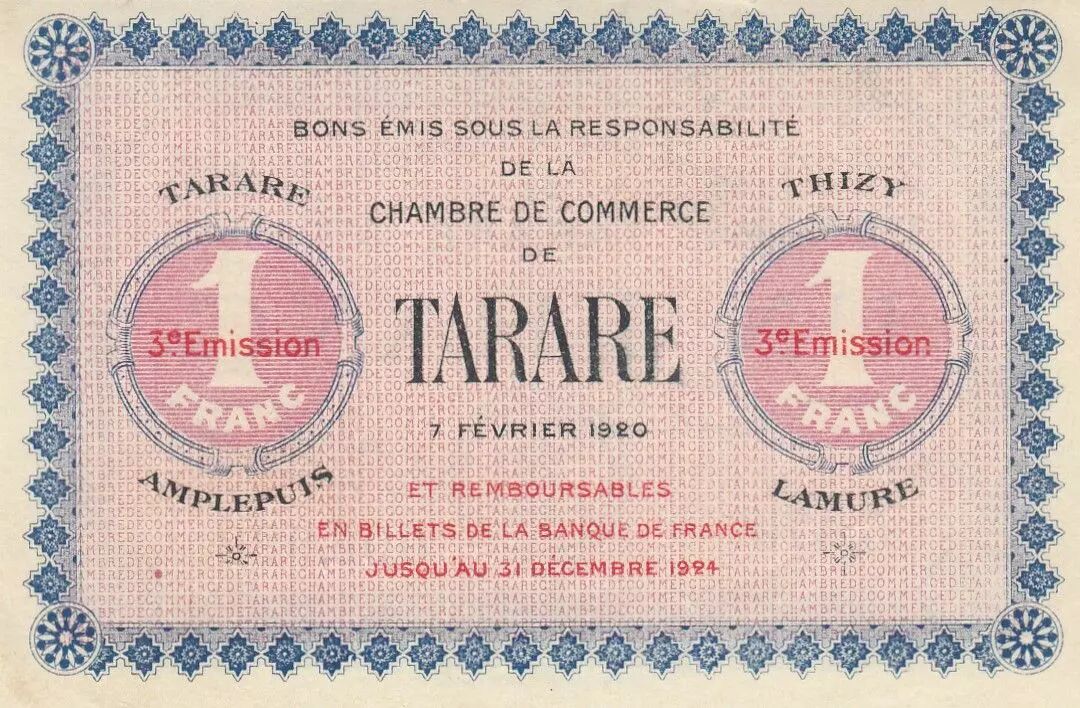 BONS ÉMIS SOUS LA RESPONSABILITÉ
DE LA
CHAMBRE DE COMMERCE
DE
TARARE
7 FÉVRIER 1920
ET REMBOURSABLES
EN BILLETS DE LA BANQUE DE FRANCE
JUSQU'AU 31 DÉCEMBRE 1924
TARARE
1
3e Emission
FRANC
AMPLEPUIS
THIZY
1
3e Emission
FRANC
LAMURE